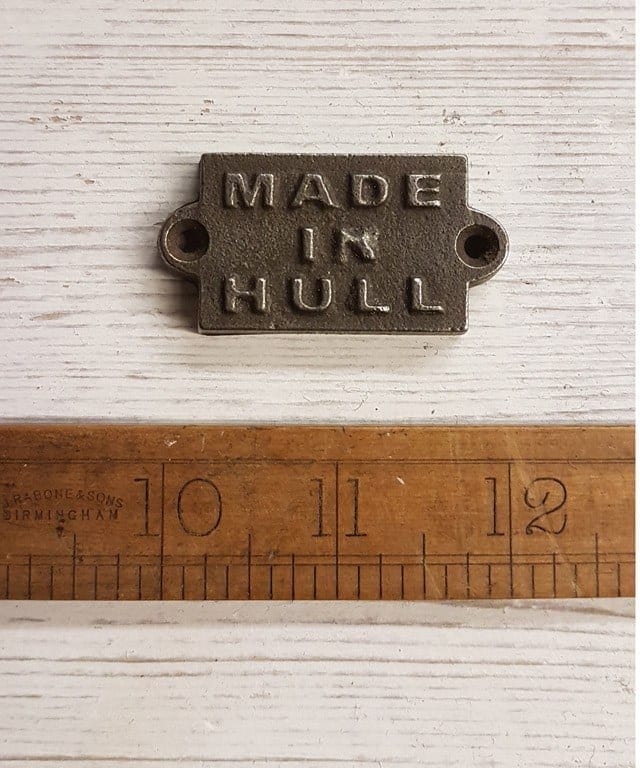 MADE
IN
HULL
J.RABONE & SONS
BIRMINGHAM
10 11 12